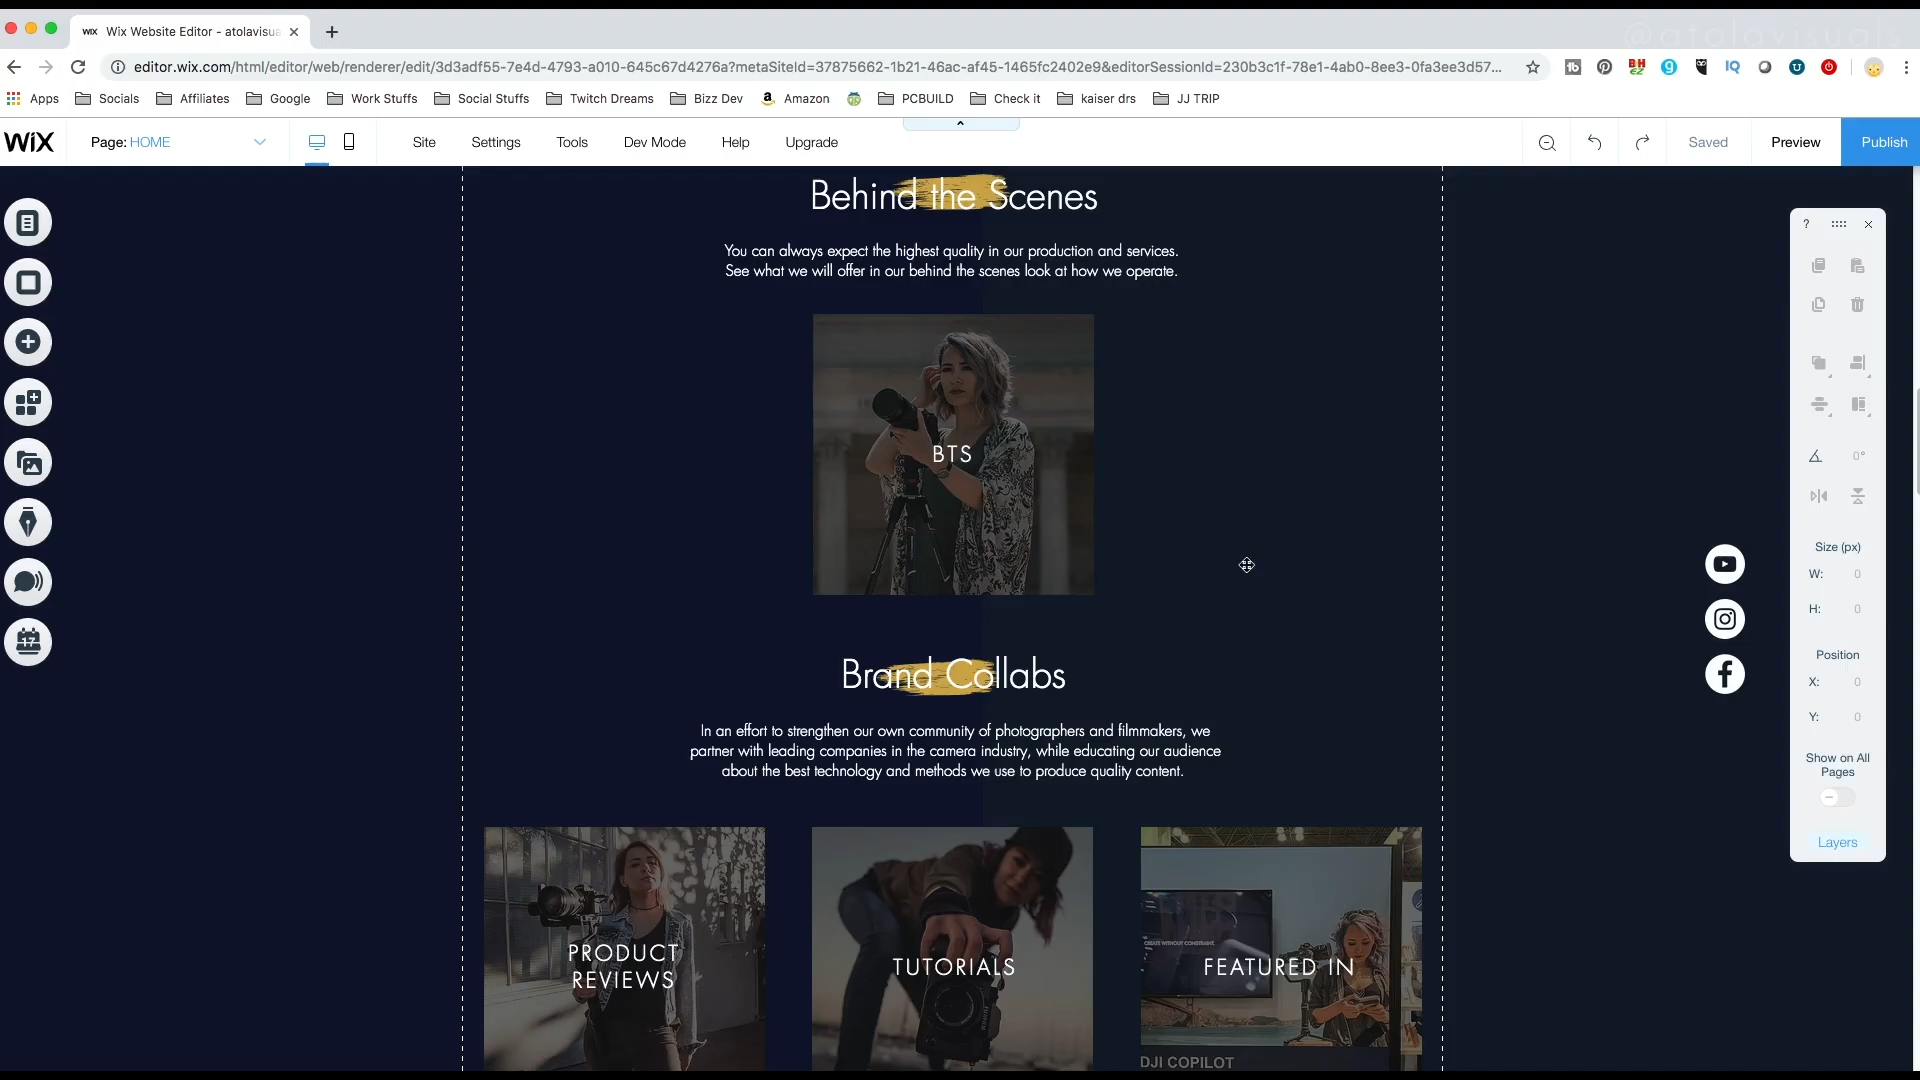 @atolavisuals
WiX Wix Website Editor - atolavisua
editor.wix.com/html/editor/web/renderer/edit/3d3adf55-7e4d-4793-a010-645c67d4276a?metaSiteId=37875662-1b21-46ac-af45-1465fc2402e9&editorSessionId=230b3c1f-78e1-4ab0-8ee3-0fa3ee3d57...
Apps Socials Affiliates Google Work Stuffs Social Stuffs Twitch Dreams Bizz Dev Amazon PCBUILD Check it kaiser drs JJ TRIP
WiX Page: HOME Site Settings Tools Dev Mode Help Upgrade Saved Preview Publish
Behind the Scenes
You can always expect the highest quality in our production and services.
See what we will offer in our behind the scenes look at how we operate.
BTS
Brand Collabs
In an effort to strengthen our own community of photographers and filmmakers, we
partner with leading companies in the camera industry, while educating our audience
about the best technology and methods we use to produce quality content.
PRODUCT
REVIEWS
TUTORIALS
CREATE WITHOUT CONSTRAINT.
FEATURED IN
DJI COPILOT
17
?
0°
Size (px)
W: 0
H: 0
Position
X: 0
Y: 0
Show on All
Pages
Layers